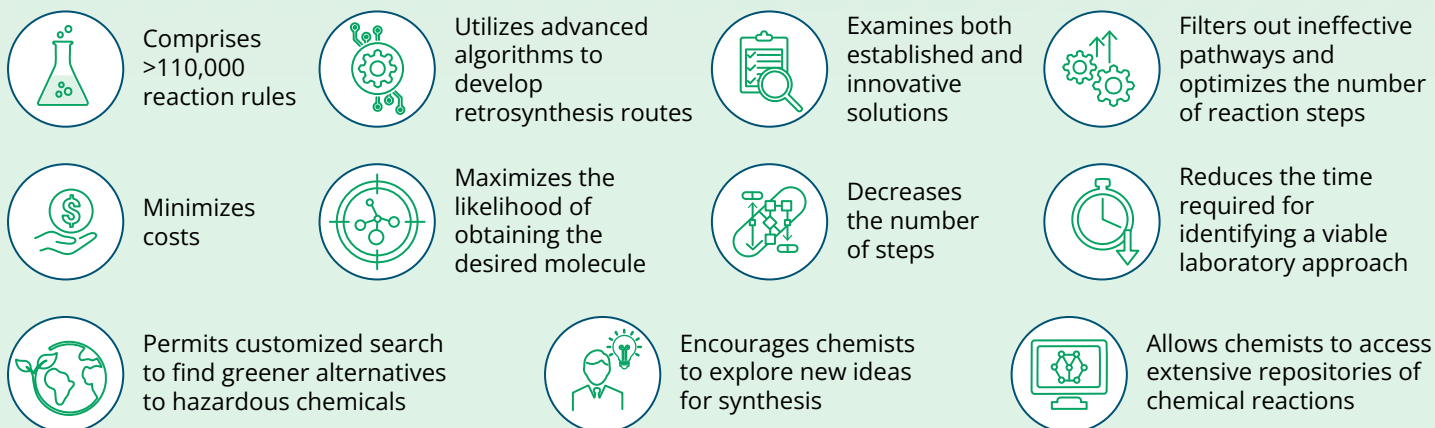 Comprises
>110,000
reaction rules
Utilizes advanced
algorithms to
develop
retrosynthesis routes
Examines both
established and
innovative
solutions
Filters out ineffective
pathways and
optimizes the number
of reaction steps
$
Minimizes
costs
Maximizes the
likelihood of
obtaining the
desired molecule
Decreases
the number
of steps
Reduces the time
required for
identifying a viable
laboratory approach
Permits customized search
to find greener alternatives
to hazardous chemicals
Encourages chemists
to explore new ideas
for synthesis
Allows chemists to access
extensive repositories of
chemical reactions